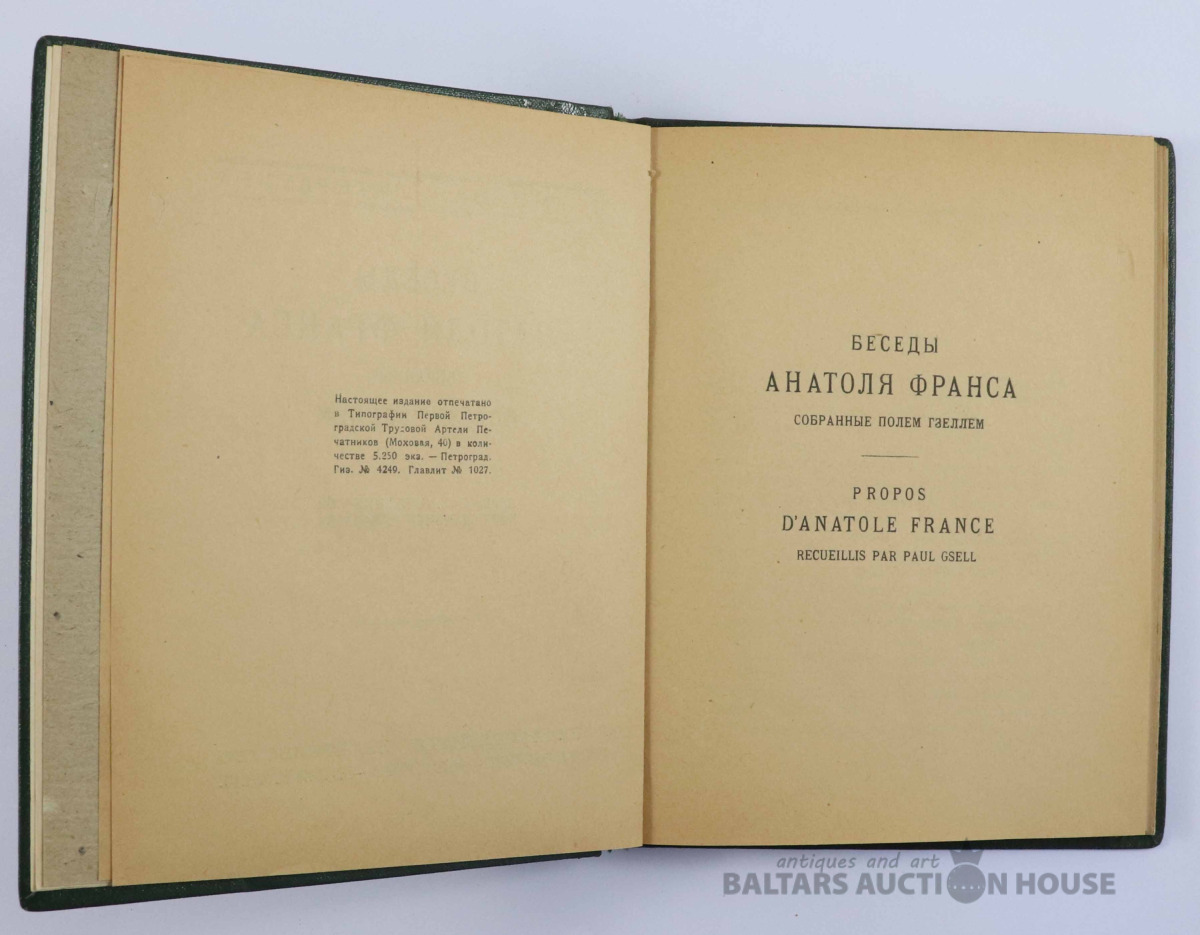 Настоящее издание отпечатано
в Типографии Первой Петро-
градской Трудовой Артели Пе-
чатников (Моховая, 40) в коли-
честве 5.250 экз. — Петроград.
Гиз. № 4249. Главлит № 1027.
БЕСЕДЫ
АНАТОЛЯ ФРАНСА
СОБРАННЫЕ ПОЛЕМ ГЗЕЛЛЕМ
PROPOS
D'ANATOLE FRANCE
RECUEILLIS PAR PAUL GSELL
antiques and art
BALTARS AUCTION HOUSE